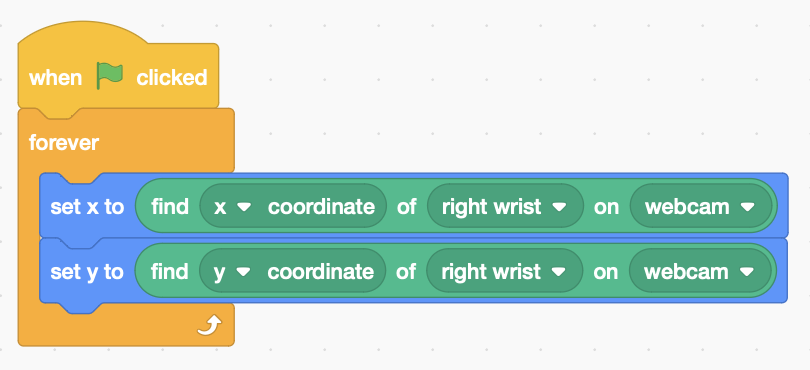 when clicked
forever
set x to find x coordinate of right wrist on webcam
set y to find y coordinate of right wrist on webcam